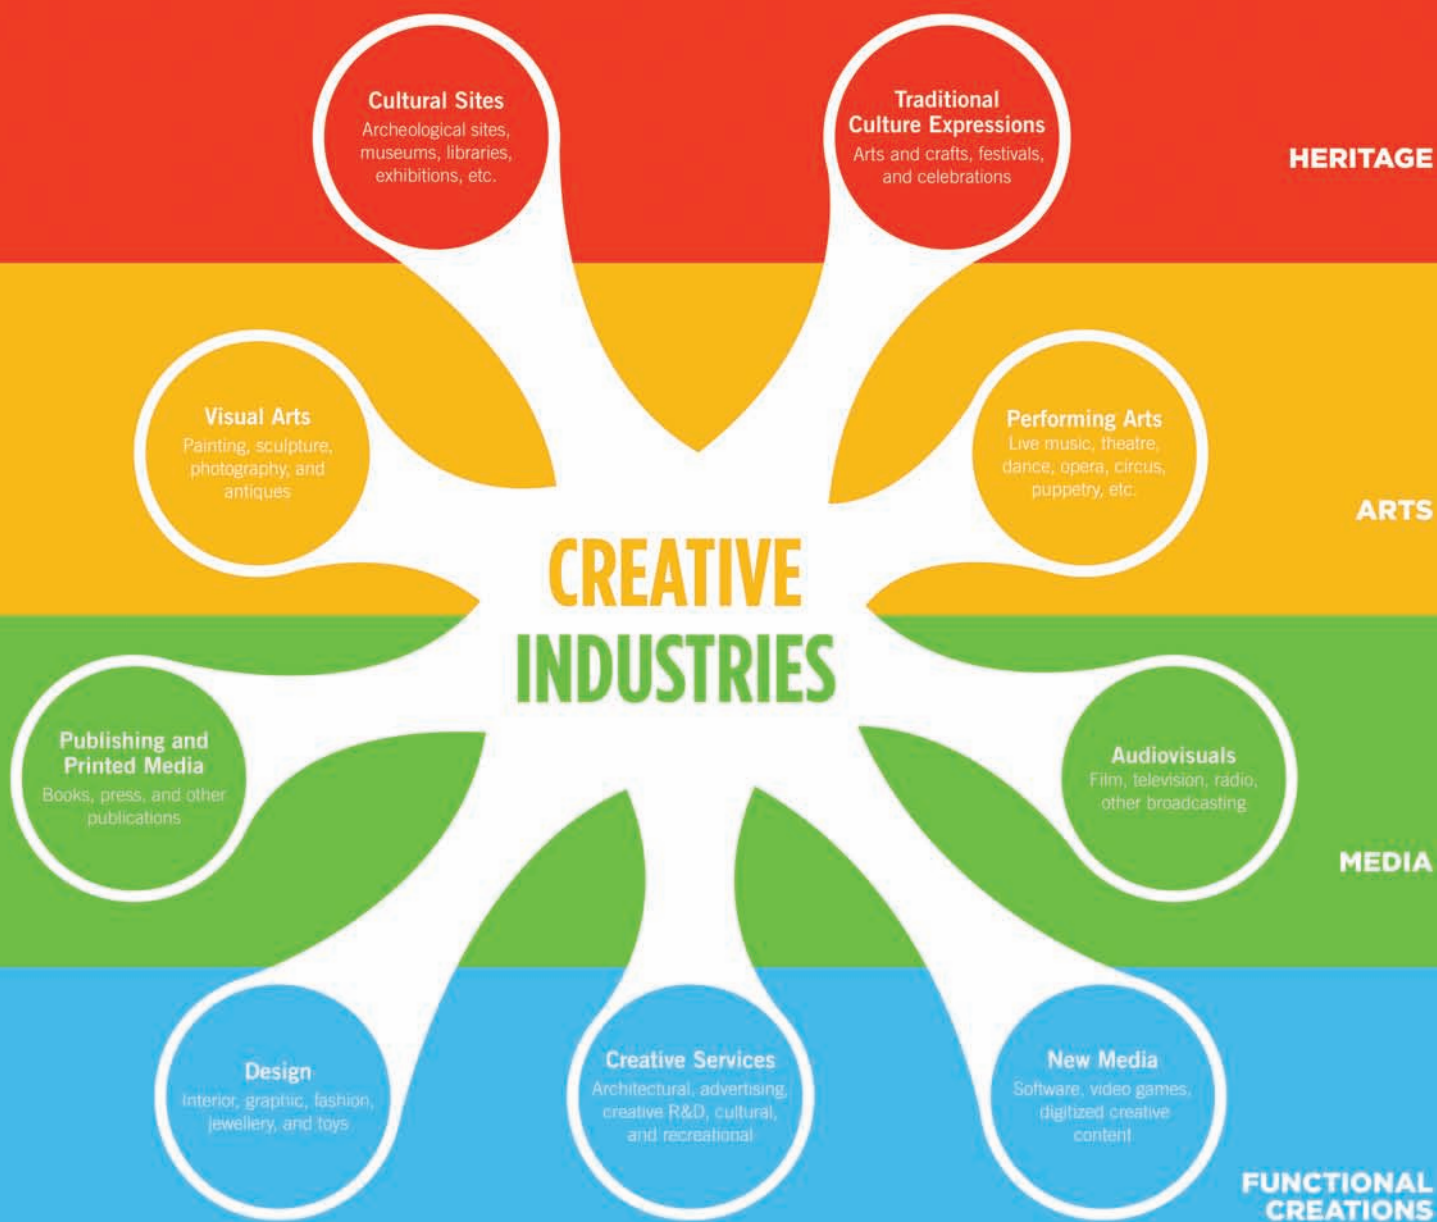 Cultural Sites
Archeological sites,
museums, libraries,
exhibitions, etc.
Traditional
Culture Expressions
Arts and crafts, festivals,
and celebrations
HERITAGE
Visual Arts
Painting, sculpture,
photography, and
antiques
Performing Arts
Live music, theatre,
dance, opera, circus,
puppetry, etc.
ARTS
CREATIVE
INDUSTRIES
Publishing and
Printed Media
Books, press, and other
publications
Audiovisuals
Film, television, radio,
other broadcasting
MEDIA
Design
Interior, graphic, fashion,
jewellery, and toys
Creative Services
Architectural, advertising,
creative R&D, cultural,
and recreational
New Media
Software, video games,
digitized creative
content
FUNCTIONAL
CREATIONS